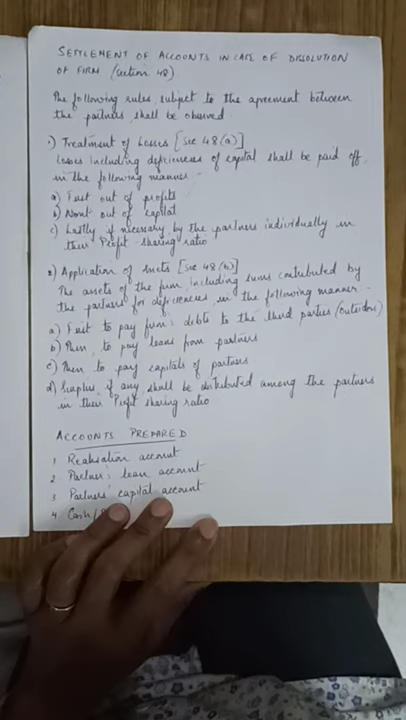 SETTLEMENT OF ACCOUNTS IN CASE OF DISSOLUTION
OF FIRM (section 48)
The following rules, subject to the agreement between
the partners, shall be observed
1) Treatment of Losses [Sec 48(a)]
Losses including deficiencies of capital shall be paid off
in the following manner -
a) First out of profits
b) Next out of capital
c) Lastly if necessary by the partners individually in
their Profit-sharing ratio
2) Application of Assets [Sec 48(b)]
The assets of the firm, including sums contributed by
the partners for deficiencies, in the following manner -
a) First to pay firm's debts to the third parties (outsiders)
b) Then, to pay loans from partners
c) Then to pay capitals of partners
d) Surplus, if any, shall be distributed among the partners
in their Profit sharing ratio
ACCOUNTS PREPARED
1 Realisation account
2 Partner's loan account
3 Partners' capital account
4 Cash/